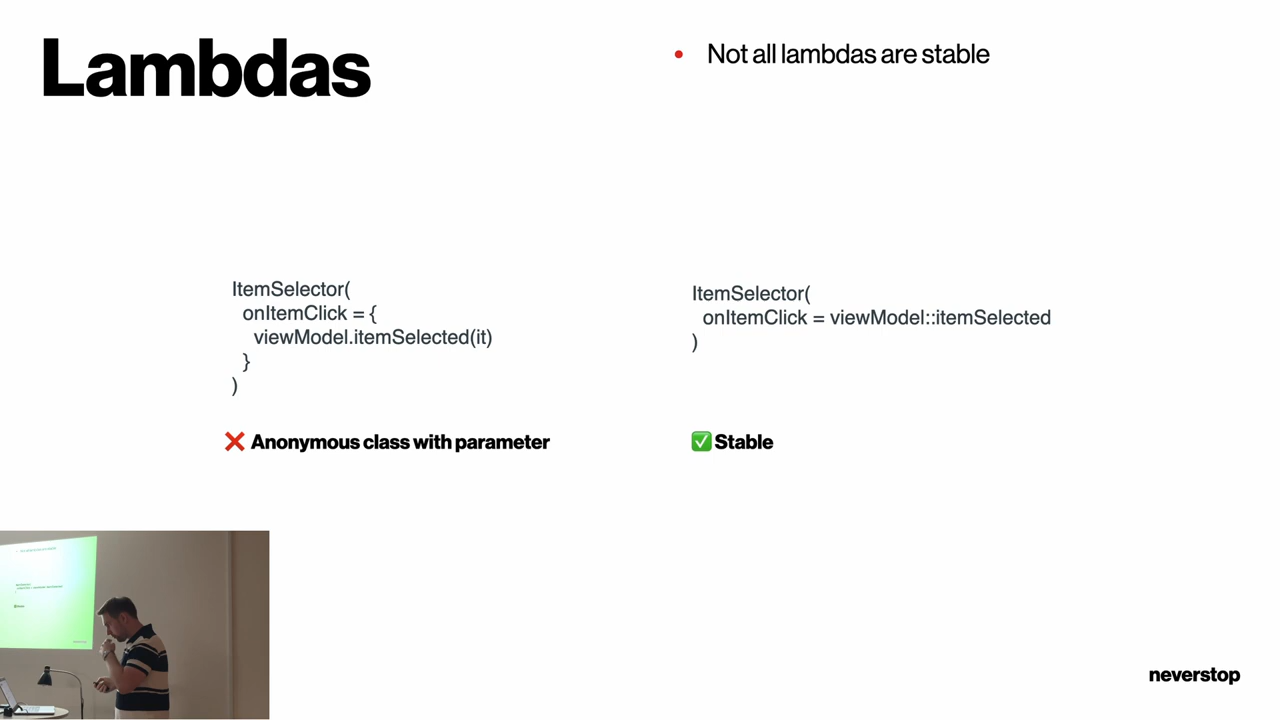 Lambdas
• Not all lambdas are stable
ItemSelector(
onItemClick = {
viewModel.itemSelected(it)
}
)
❌ Anonymous class with parameter
ItemSelector(
onItemClick = viewModel::itemSelected
)
✅ Stable
neverstop